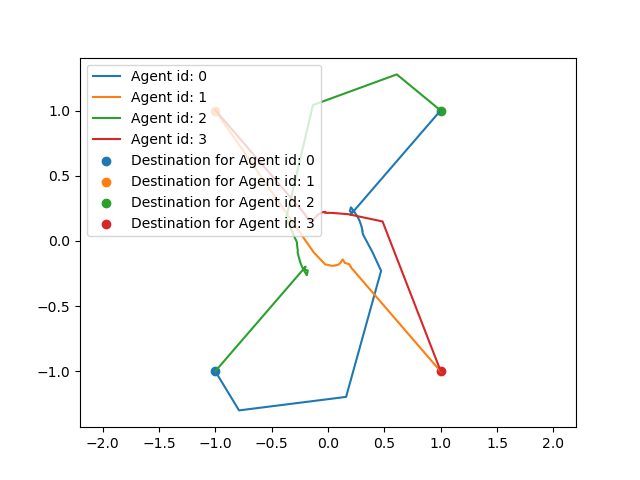 Agent id: 0
Agent id: 1
Agent id: 2
Agent id: 3
Destination for Agent id: 0
Destination for Agent id: 1
Destination for Agent id: 2
Destination for Agent id: 3
1.0
0.5
0.0
−0.5
−1.0
−2.0 −1.5 −1.0 −0.5 0.0 0.5 1.0 1.5 2.0